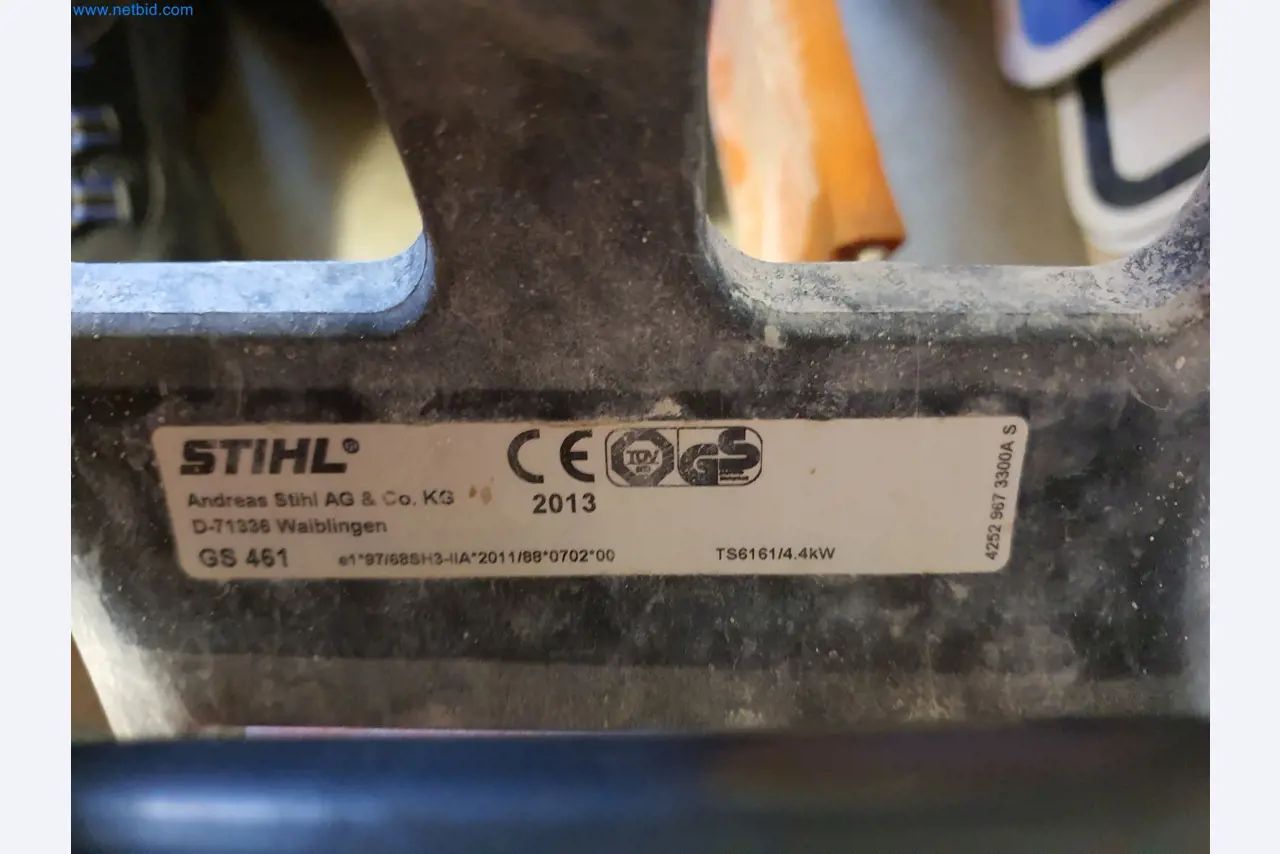 www.netbid.com
STIHL®
Andreas Stihl AG & Co. KG
D-71336 Waiblingen
GS 461
e1*97/68SH3-IIA*2011/88*0702*00
CE
2013
TÜV
GS
TS6161/4.4kW
4252 967 3300A S